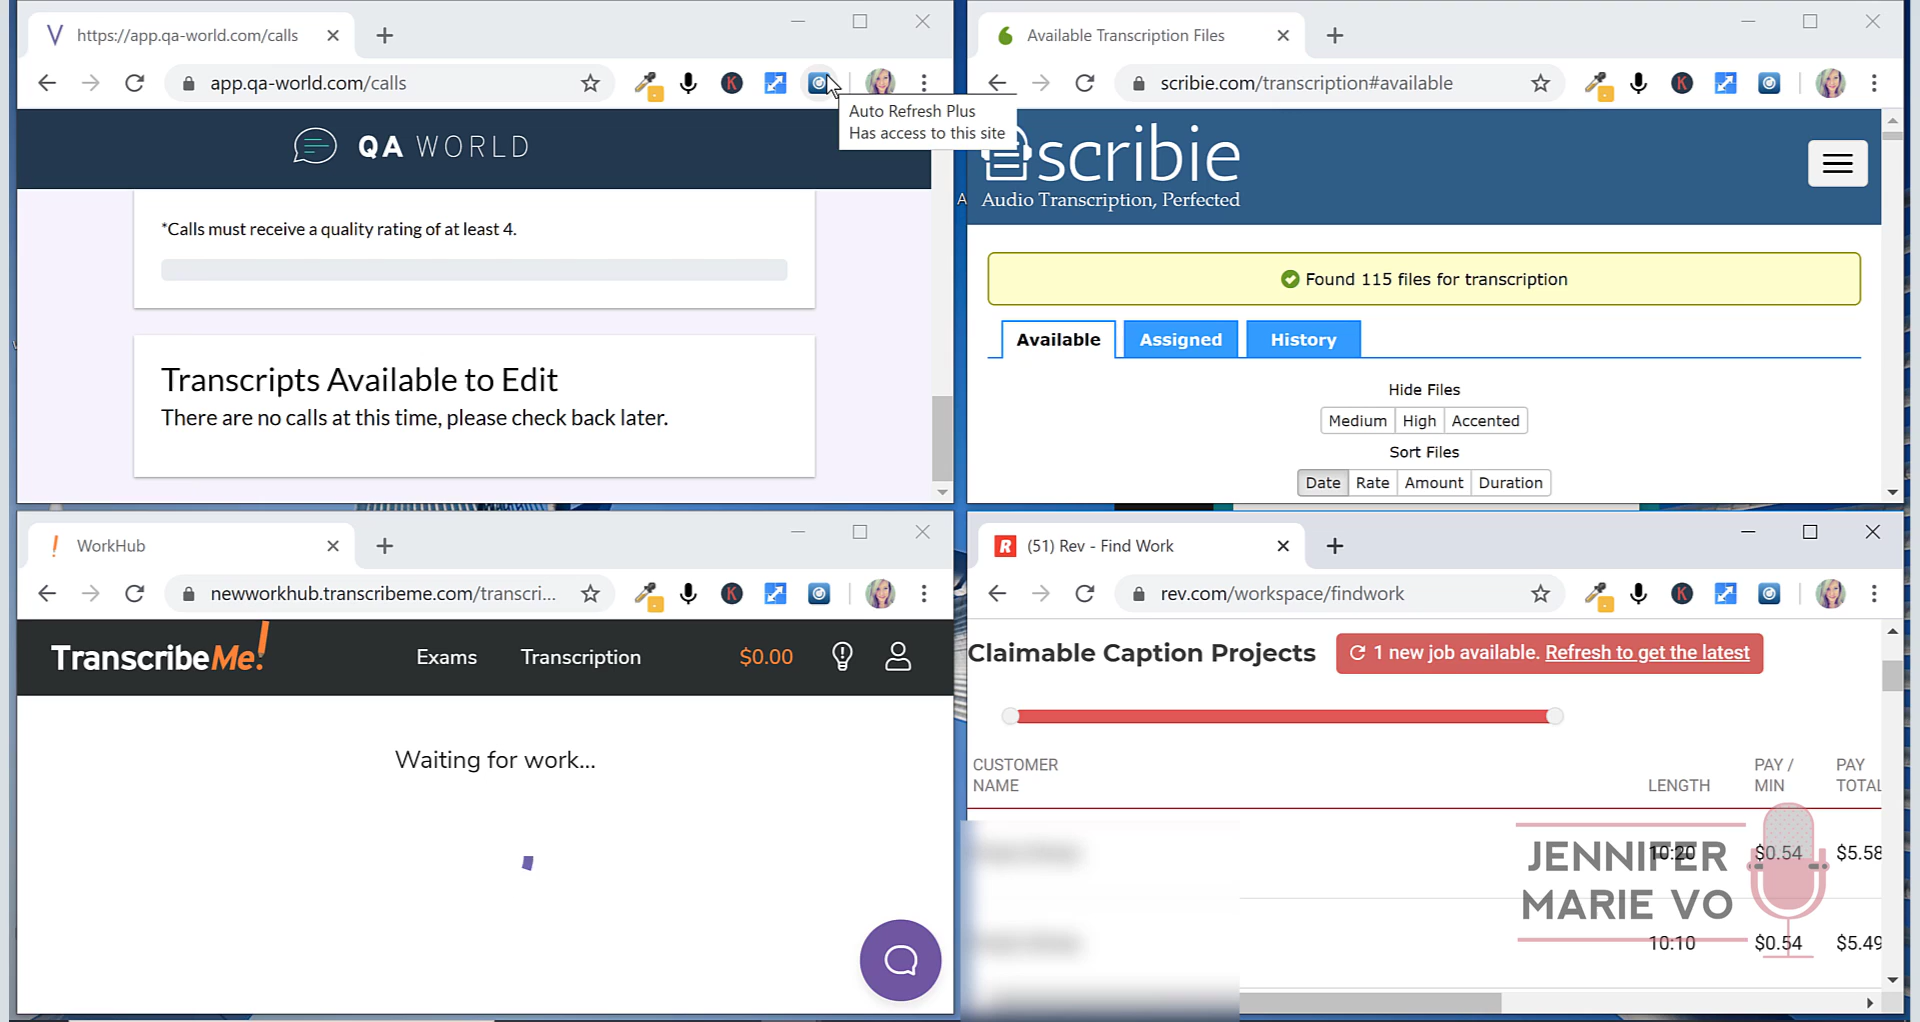 https://app.qa-world.com/calls
app.qa-world.com/calls
Auto Refresh Plus
Has access to this site
QA WORLD
*Calls must receive a quality rating of at least 4.
Transcripts Available to Edit
There are no calls at this time, please check back later.
Available Transcription Files
scribie.com/transcription#available
scribie
Audio Transcription, Perfected
Found 115 files for transcription
Available Assigned History
Hide Files
Medium High Accented
Sort Files
Date Rate Amount Duration
WorkHub
newworkhub.transcribeme.com/transcri...
TranscribeMe! Exams Transcription $0.00
Waiting for work...
(51) Rev - Find Work
rev.com/workspace/findwork
Claimable Caption Projects 1 new job available. Refresh to get the latest
CUSTOMER NAME LENGTH PAY / MIN PAY TOTAL
10:20 $0.54 $5.58
10:10 $0.54 $5.49
JENNIFER
MARIE VO